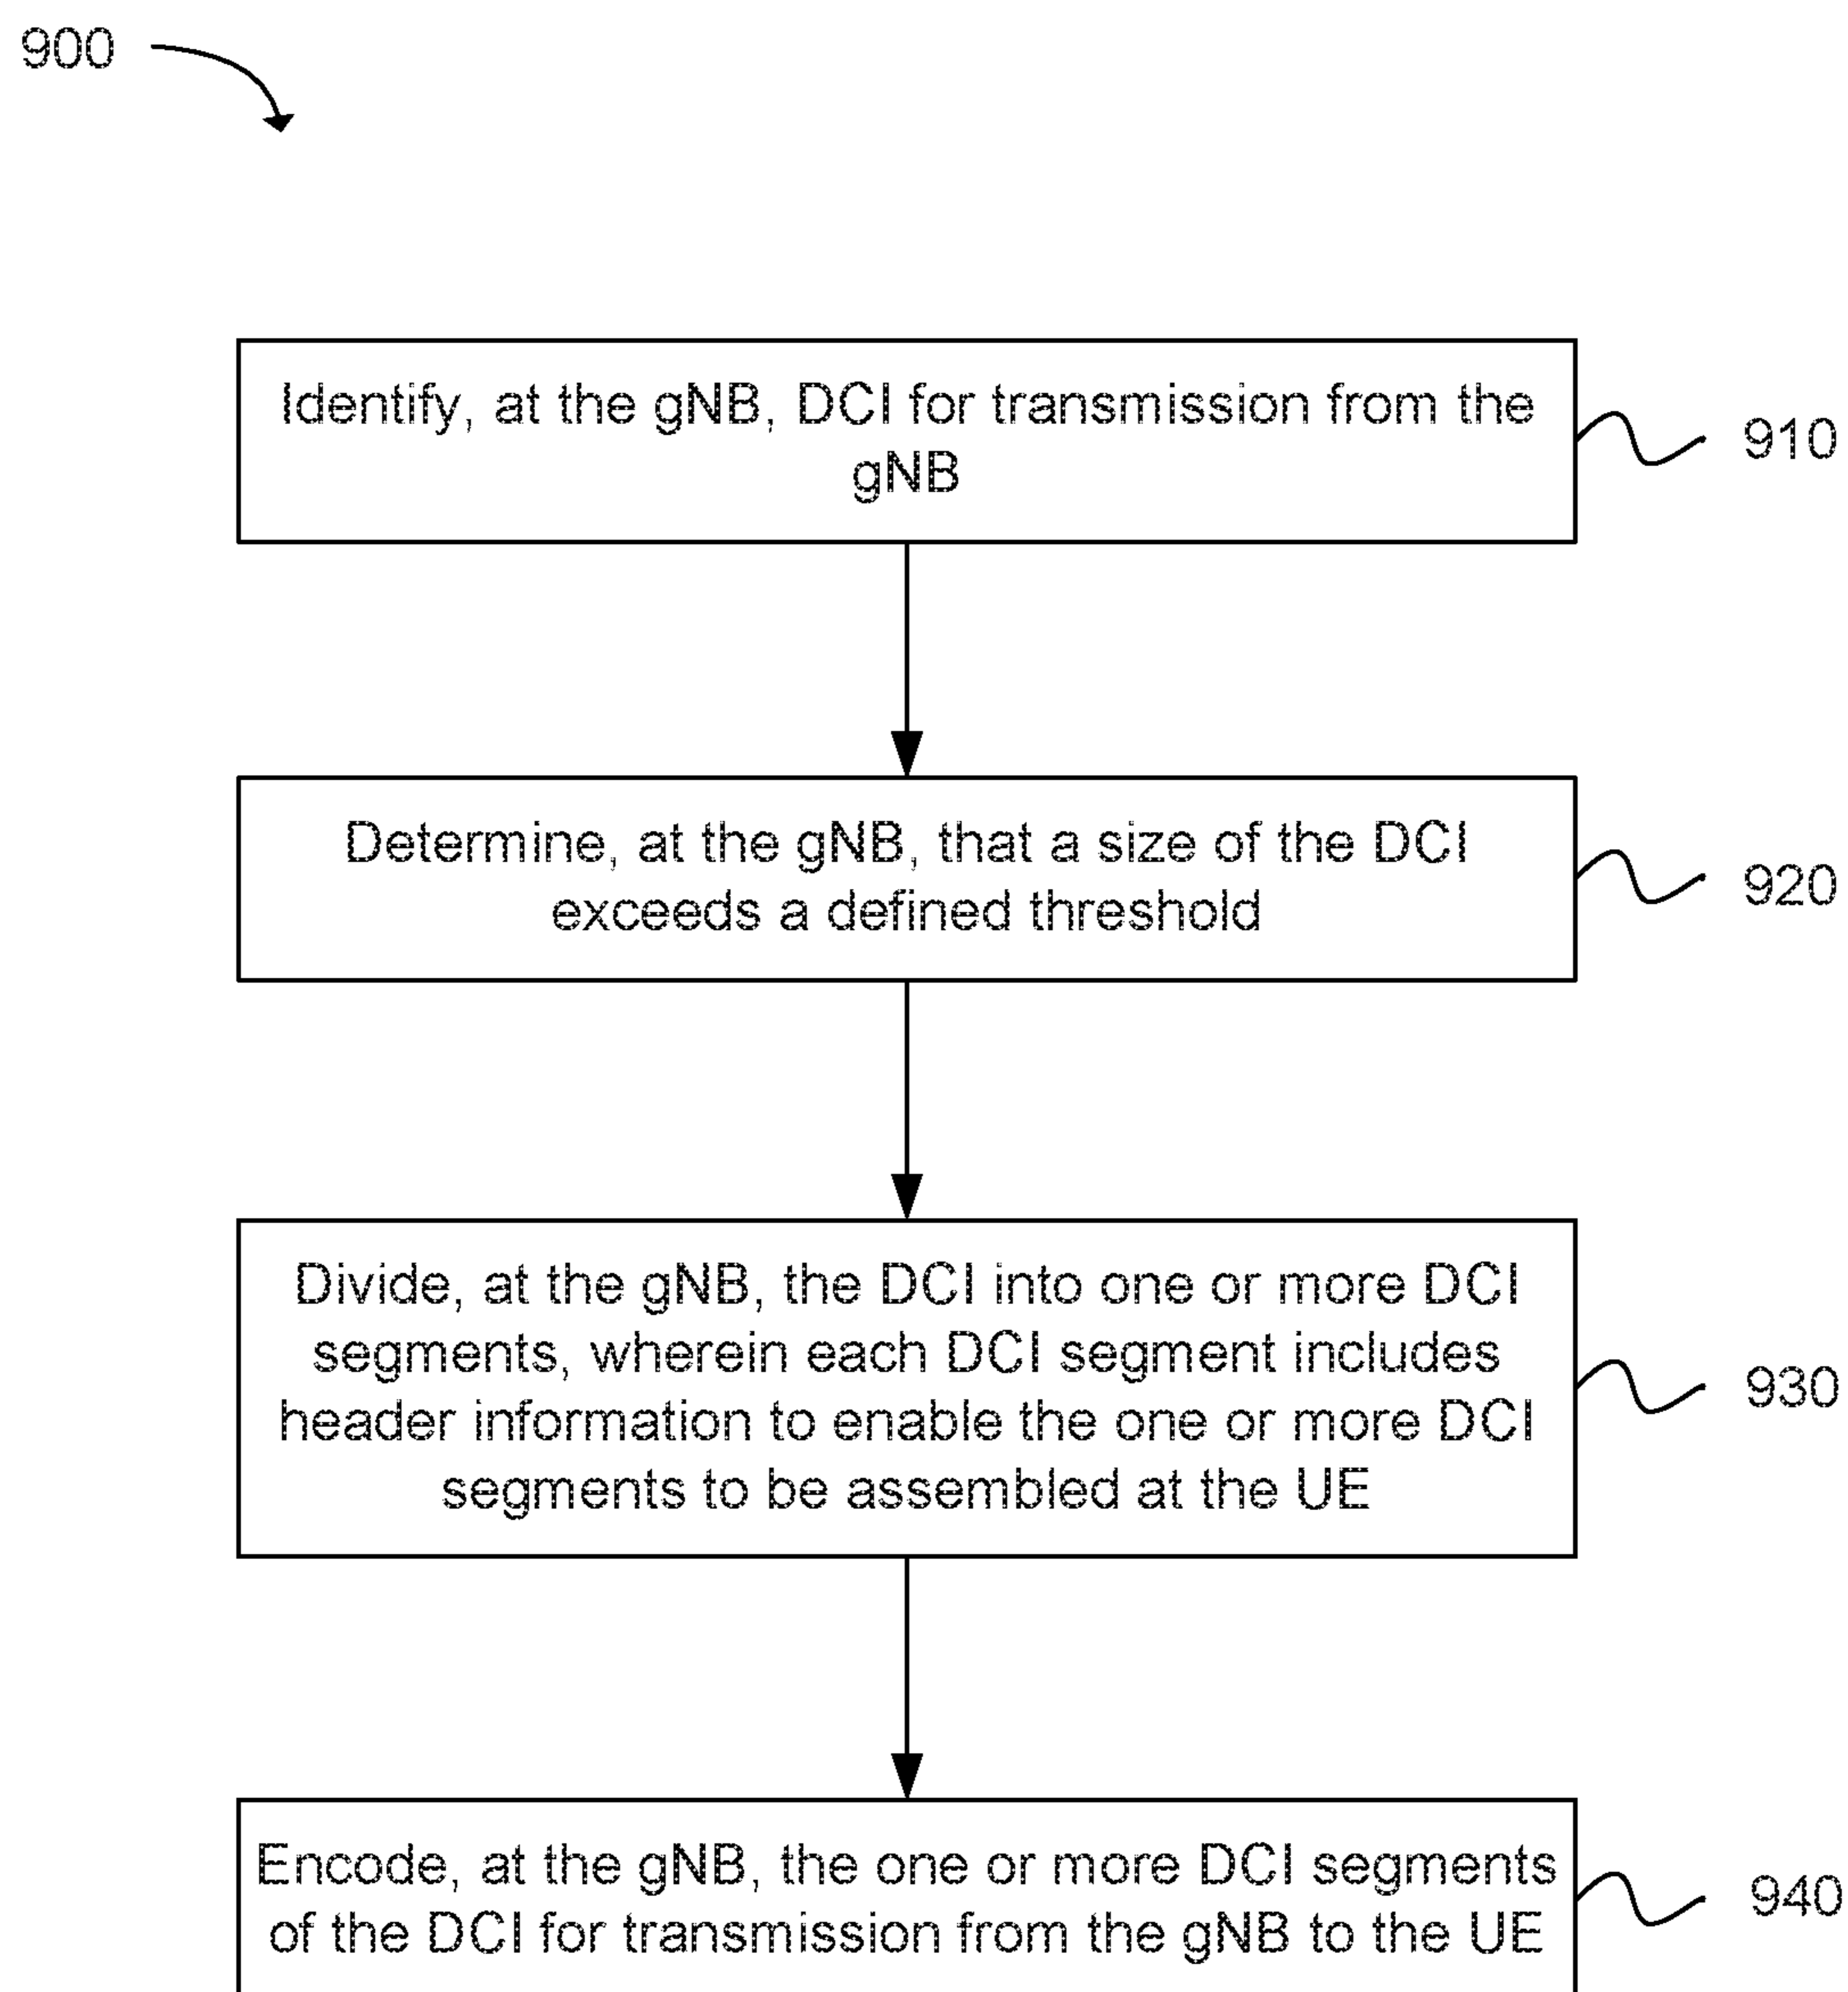 900
Identify, at the gNB, DCI for transmission from the
gNB
910
Determine, at the gNB, that a size of the DCI
exceeds a defined threshold
920
Divide, at the gNB, the DCI into one or more DCI
segments, wherein each DCI segment includes
header information to enable the one or more DCI
segments to be assembled at the UE
930
Encode, at the gNB, the one or more DCI segments
of the DCI for transmission from the gNB to the UE
940